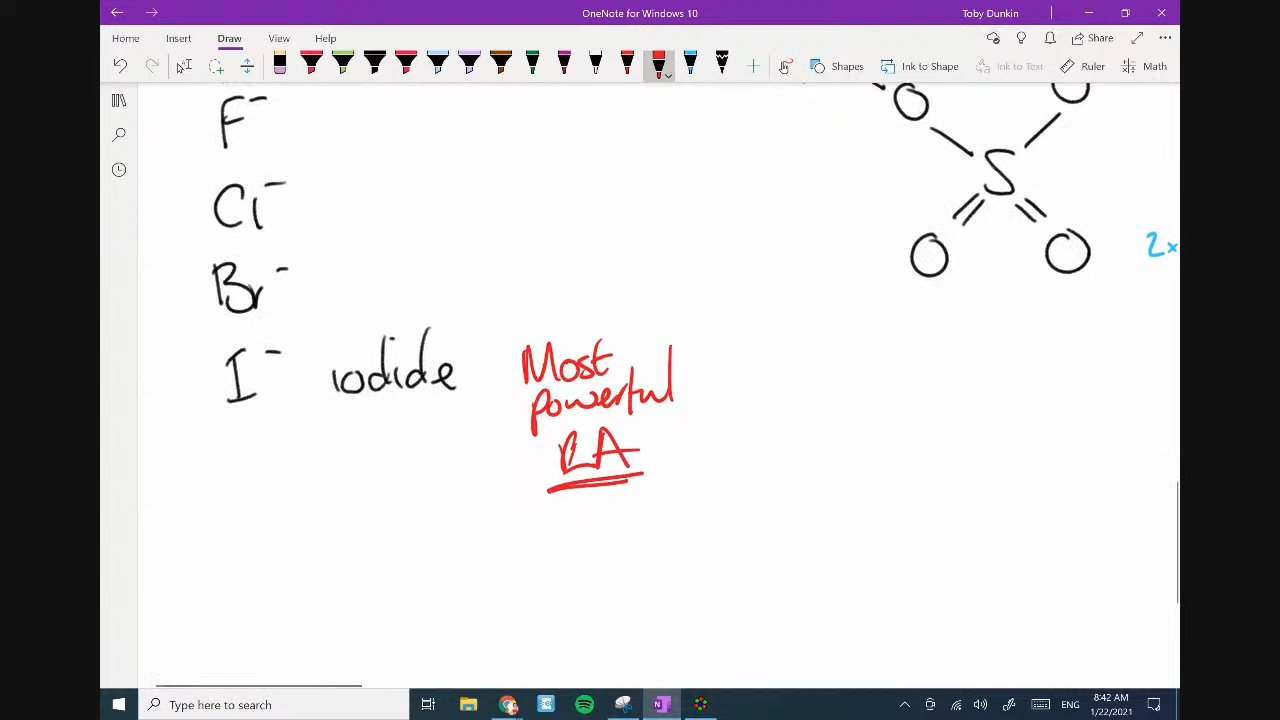 OneNote for Windows 10
Toby Dunkin
Home Insert Draw View Help
Share
Shapes Ink to Shape Ink to Text Ruler Math
F⁻
Cl⁻
Br⁻
I⁻ iodide
Most
powerful
RA
O O
S
O O
2x
Type here to search
ENG
8:42 AM
1/22/2021